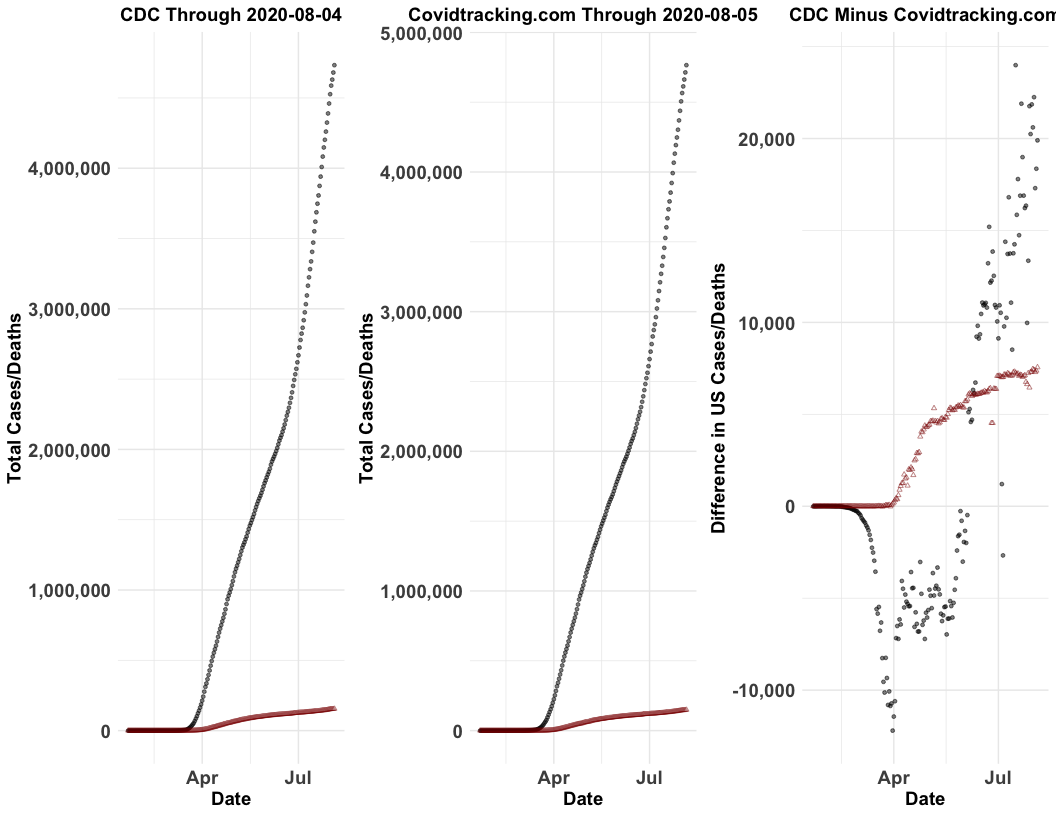 CDC Through 2020-08-04
Total Cases/Deaths
4,000,000
3,000,000
2,000,000
1,000,000
0
Apr
Jul
Date
Covidtracking.com Through 2020-08-05
Total Cases/Deaths
5,000,000
4,000,000
3,000,000
2,000,000
1,000,000
0
Apr
Jul
Date
CDC Minus Covidtracking.com
Difference in US Cases/Deaths
20,000
10,000
0
-10,000
Apr
Jul
Date